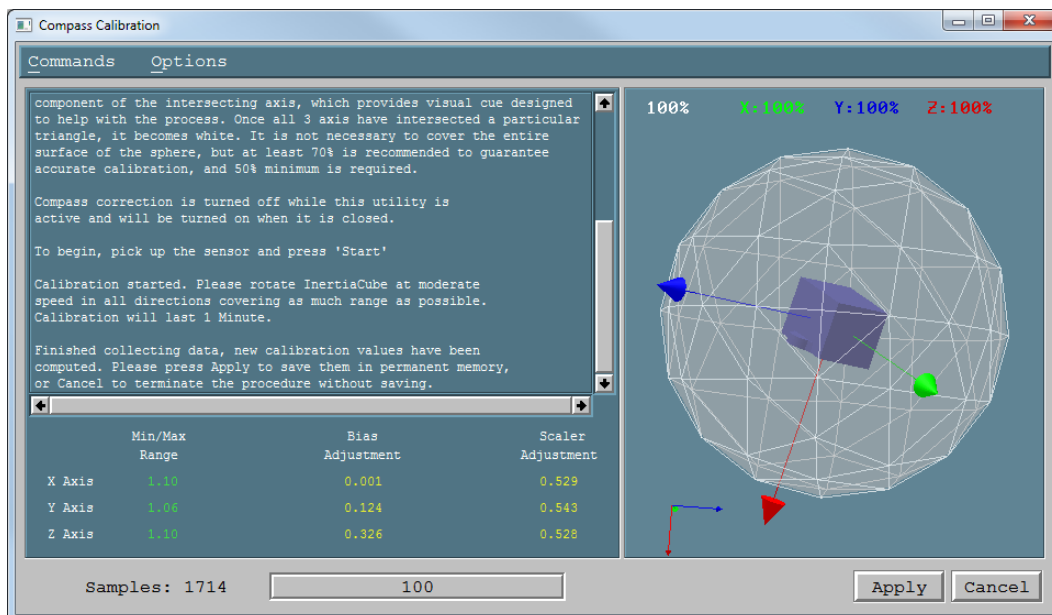 Compass Calibration
Commands Options
component of the intersecting axis, which provides visual cue designed
to help with the process. Once all 3 axis have intersected a particular
triangle, it becomes white. It is not necessary to cover the entire
surface of the sphere, but at least 70% is recommended to guarantee
accurate calibration, and 50% minimum is required.
Compass correction is turned off while this utility is
active and will be turned on when it is closed.
To begin, pick up the sensor and press 'Start'
Calibration started. Please rotate InertiaCube at moderate
speed in all directions covering as much range as possible.
Calibration will last 1 Minute.
Finished collecting data, new calibration values have been
computed. Please press Apply to save them in permanent memory,
or Cancel to terminate the procedure without saving.
Min/Max Bias Scaler
Range Adjustment Adjustment
X Axis 1.10 0.001 0.529
Y Axis 1.06 0.124 0.543
Z Axis 1.10 0.326 0.528
100% X:100% Y:100% Z:100%
Samples: 1714 100 Apply Cancel